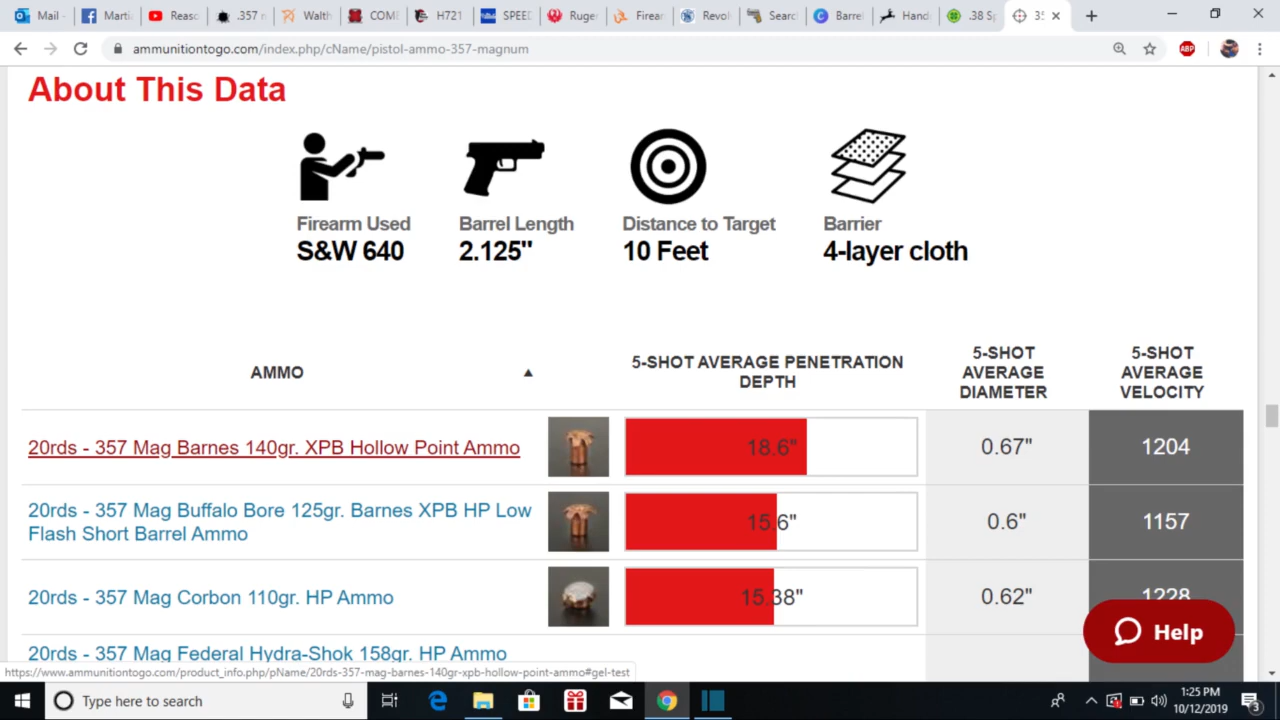 Mail
Marti
Reaso
.357 m
Walth
COME
H721
SPEED
Ruger
Firear
Revol
Searc
Barre
Hand
.38 Sp
35
ammunitiontogo.com/index.php/cName/pistol-ammo-357-magnum
ABP
About This Data
Firearm Used
S&W 640
Barrel Length
2.125"
Distance to Target
10 Feet
Barrier
4-layer cloth
AMMO
5-SHOT AVERAGE PENETRATION
DEPTH
5-SHOT
AVERAGE
DIAMETER
5-SHOT
AVERAGE
VELOCITY
20rds - 357 Mag Barnes 140gr. XPB Hollow Point Ammo
18.6"
0.67"
1204
20rds - 357 Mag Buffalo Bore 125gr. Barnes XPB HP Low
Flash Short Barrel Ammo
15.6"
0.6"
1157
20rds - 357 Mag Corbon 110gr. HP Ammo
15.38"
0.62"
1228
Help
20rds - 357 Mag Federal Hydra-Shok 158gr. HP Ammo
https://www.ammunitiontogo.com/product_info.php/pName/20rds-357-mag-barnes-140gr-xpb-hollow-point-ammo#gel-test
Type here to search
1:25 PM
10/12/2019
3